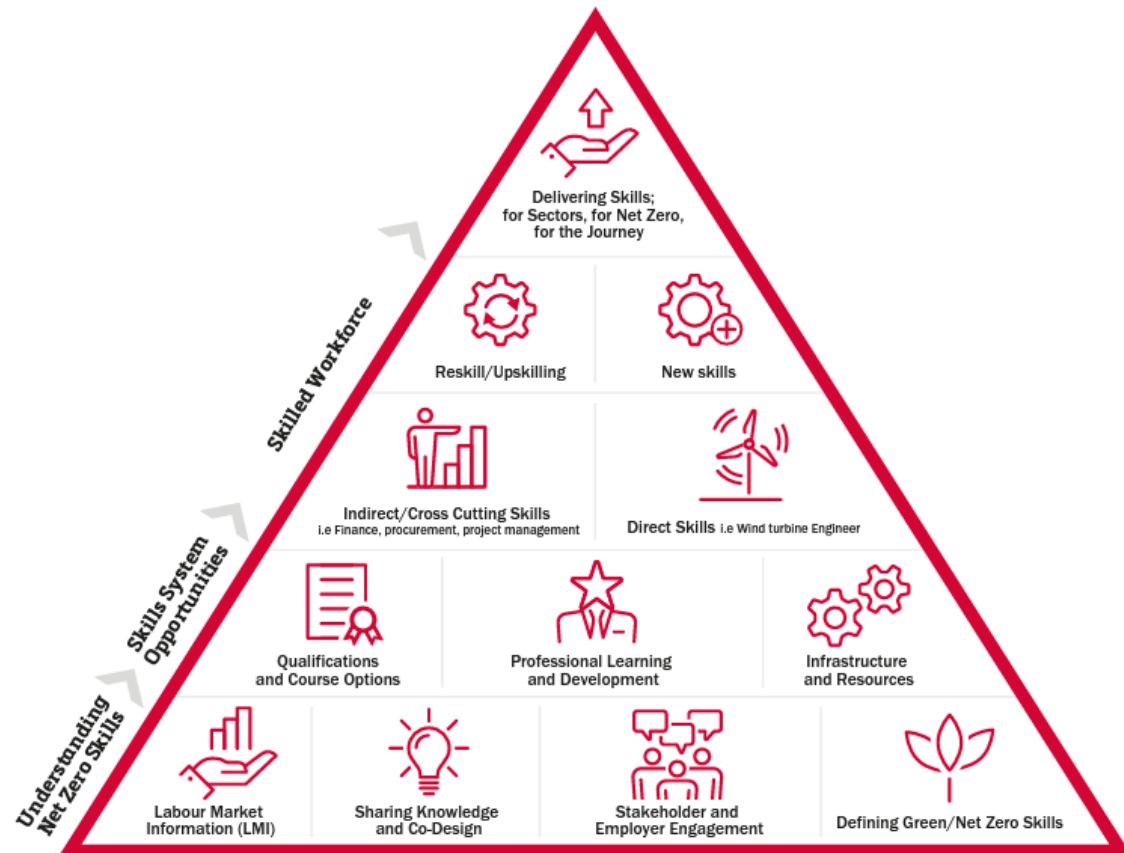 Delivering Skills;
for Sectors, for Net Zero,
for the Journey
Skilled Workforce
Reskill/Upskilling
New skills
Indirect/Cross Cutting Skills
i.e Finance, procurement, project management
Direct Skills i.e Wind turbine Engineer
Skills System
Opportunities
Qualifications
and Course Options
Professional Learning
and Development
Infrastructure
and Resources
Understanding
Net Zero Skills
Labour Market
Information (LMI)
Sharing Knowledge
and Co-Design
Stakeholder and
Employer Engagement
Defining Green/Net Zero Skills